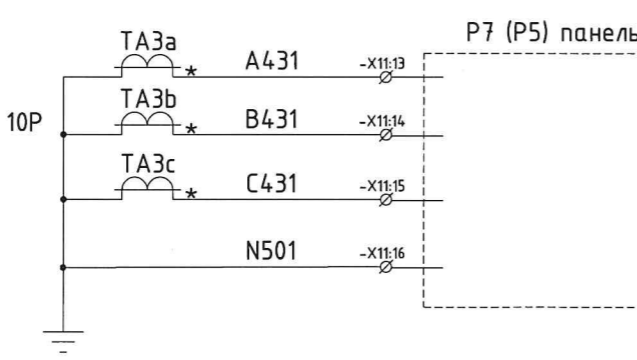 P7 (P5) панель
TA3a
* A431 -X11:13
TA3b
10P * B431 -X11:14
TA3c
* C431 -X11:15
N501 -X11:16